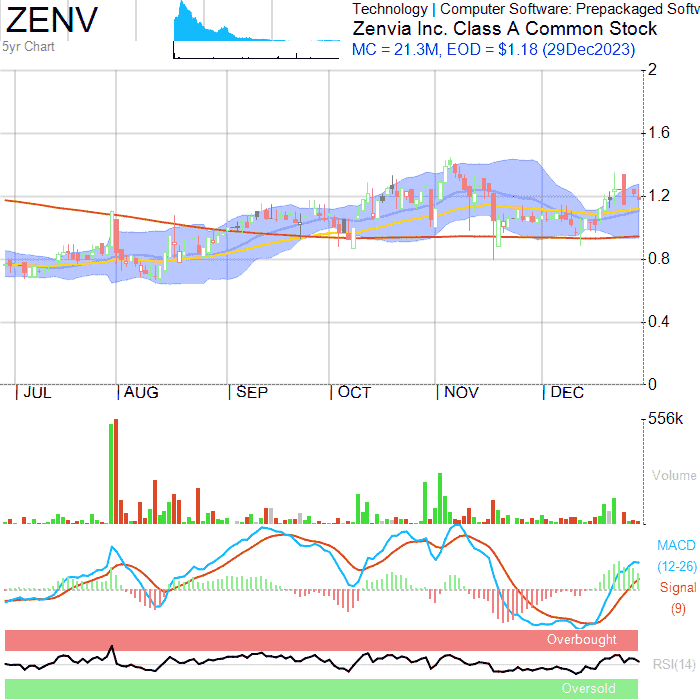 ZENV
5yr Chart
Technology | Computer Software: Prepackaged Softw
Zenvia Inc. Class A Common Stock
MC = 21.3M, EOD = $1.18 (29Dec2023)
2
1.6
1.2
0.8
0.4
0
JUL AUG SEP OCT NOV DEC
556k
Volume
MACD
(12-26)
Signal
(9)
Overbought
RSI(14)
Oversold